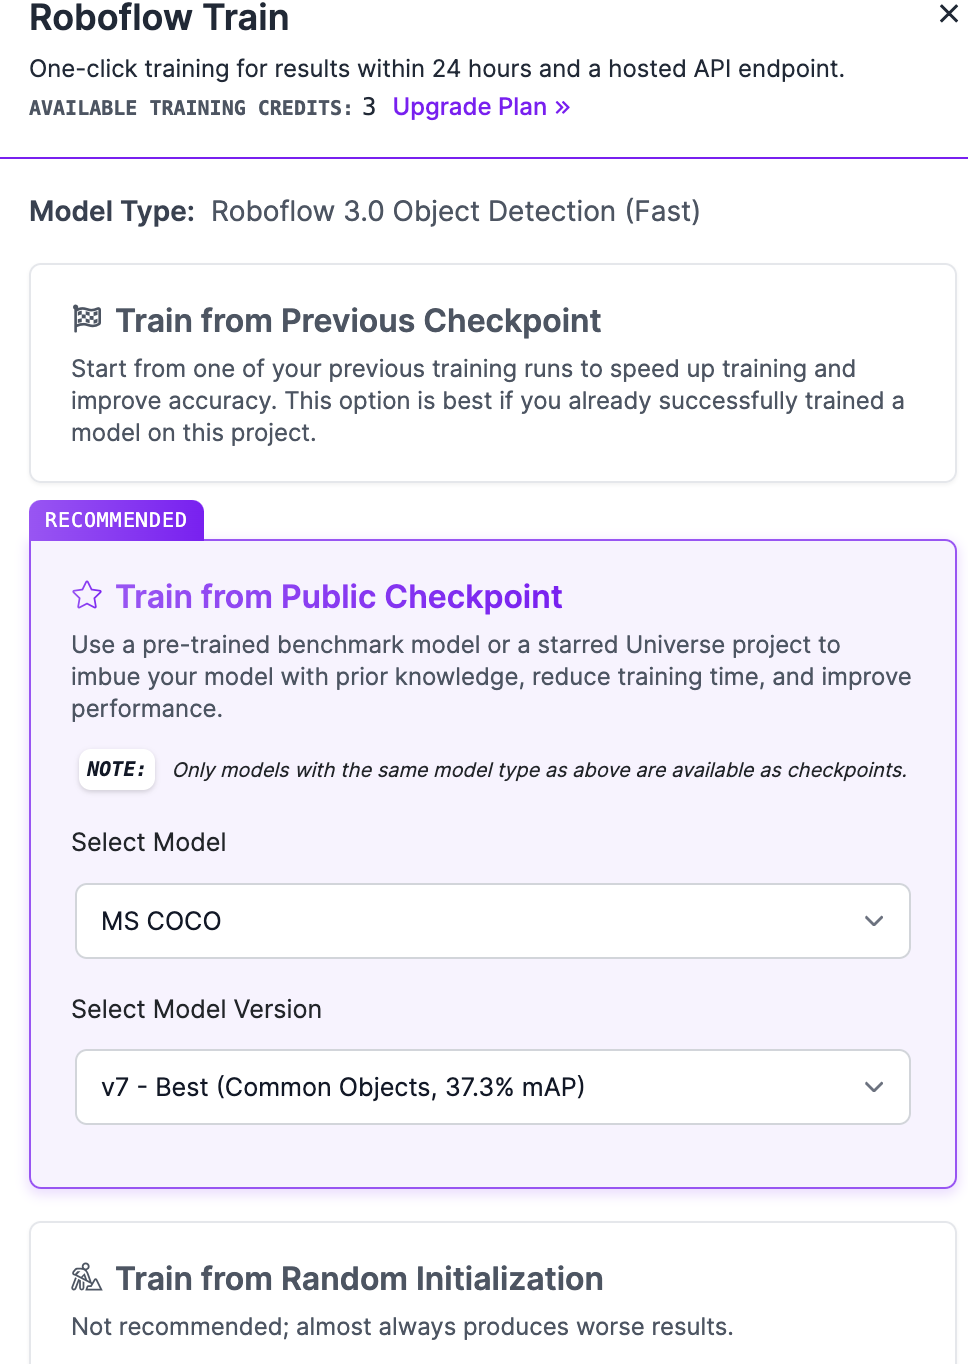 Roboflow Train
One-click training for results within 24 hours and a hosted API endpoint.
AVAILABLE TRAINING CREDITS: 3 Upgrade Plan »
Model Type: Roboflow 3.0 Object Detection (Fast)
Train from Previous Checkpoint
Start from one of your previous training runs to speed up training and
improve accuracy. This option is best if you already successfully trained a
model on this project.
RECOMMENDED
Train from Public Checkpoint
Use a pre-trained benchmark model or a starred Universe project to
imbue your model with prior knowledge, reduce training time, and improve
performance.
NOTE: Only models with the same model type as above are available as checkpoints.
Select Model
MS COCO
Select Model Version
v7 - Best (Common Objects, 37.3% mAP)
Train from Random Initialization
Not recommended; almost always produces worse results.